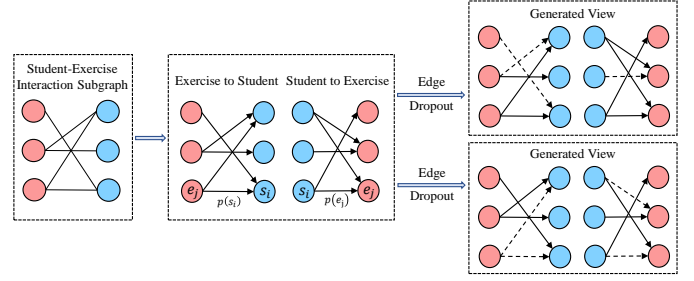 Student-Exercise
Interaction Subgraph
Exercise to Student
Student to Exercise
e_j
s_i
p(s_i)
s_i
e_j
p(e_j)
Edge
Dropout
Edge
Dropout
Generated View
Generated View